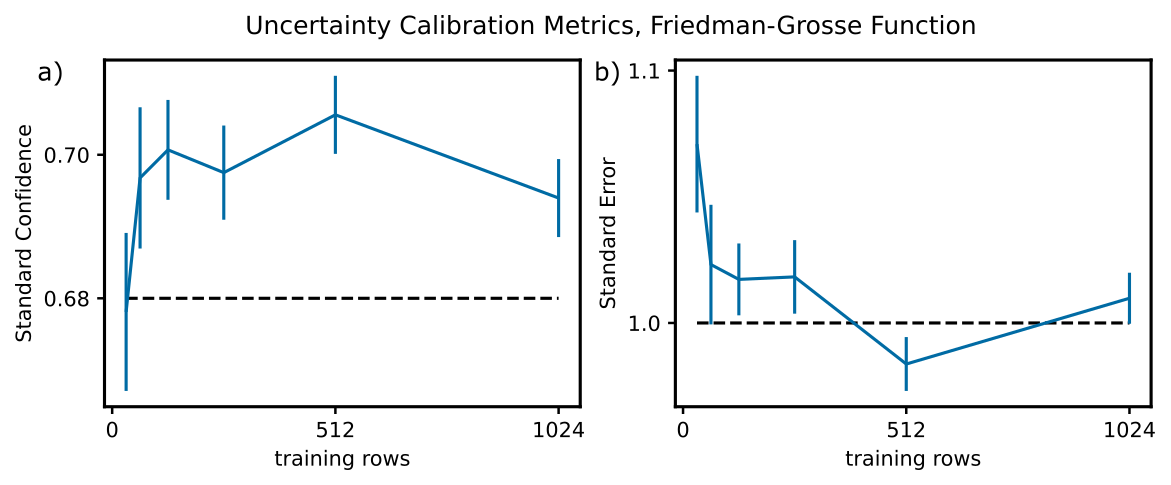 Uncertainty Calibration Metrics, Friedman-Grosse Function
a)
Standard Confidence
0.70
0.68
0
512
1024
training rows
b)
Standard Error
1.1
1.0
0
512
1024
training rows